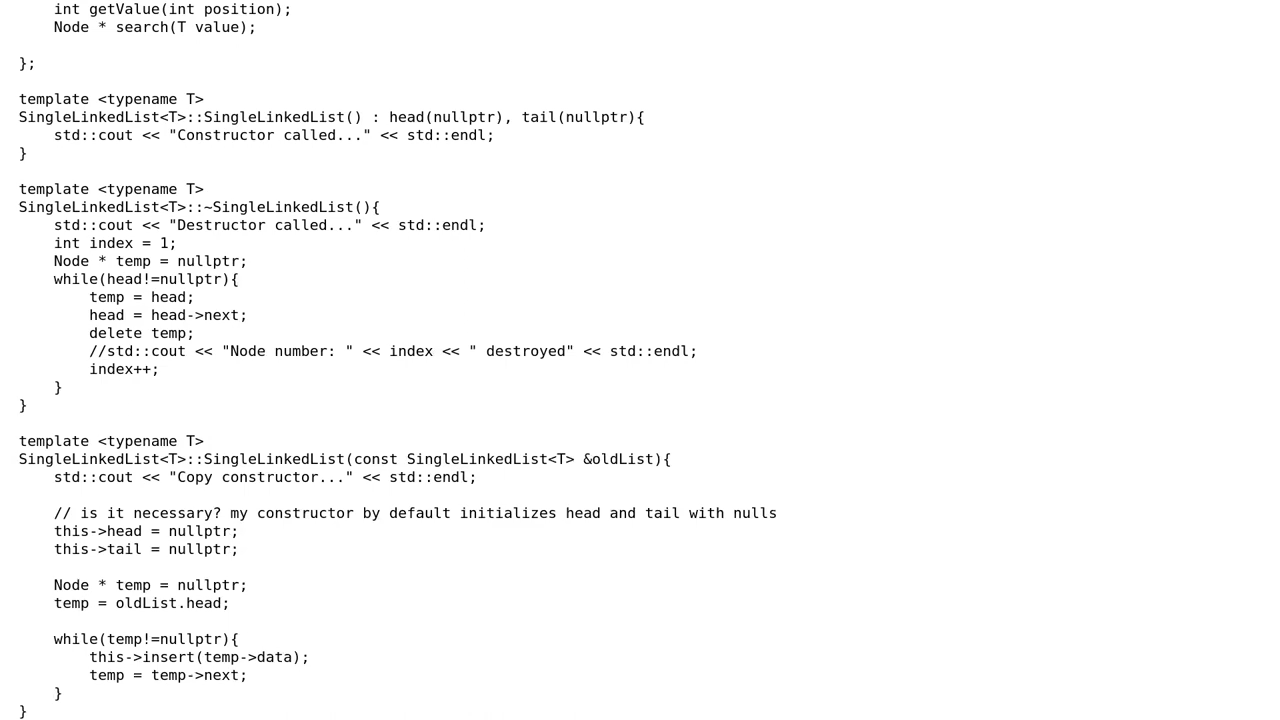 int getValue(int position);
    Node * search(T value);

};

template <typename T>
SingleLinkedList<T>::SingleLinkedList() : head(nullptr), tail(nullptr){
    std::cout << "Constructor called..." << std::endl;
}

template <typename T>
SingleLinkedList<T>::~SingleLinkedList(){
    std::cout << "Destructor called..." << std::endl;
    int index = 1;
    Node * temp = nullptr;
    while(head!=nullptr){
        temp = head;
        head = head->next;
        delete temp;
        //std::cout << "Node number: " << index << " destroyed" << std::endl;
        index++;
    }
}

template <typename T>
SingleLinkedList<T>::SingleLinkedList(const SingleLinkedList<T> &oldList){
    std::cout << "Copy constructor..." << std::endl;

    // is it necessary? my constructor by default initializes head and tail with nulls
    this->head = nullptr;
    this->tail = nullptr;

    Node * temp = nullptr;
    temp = oldList.head;

    while(temp!=nullptr){
        this->insert(temp->data);
        temp = temp->next;
    }
}